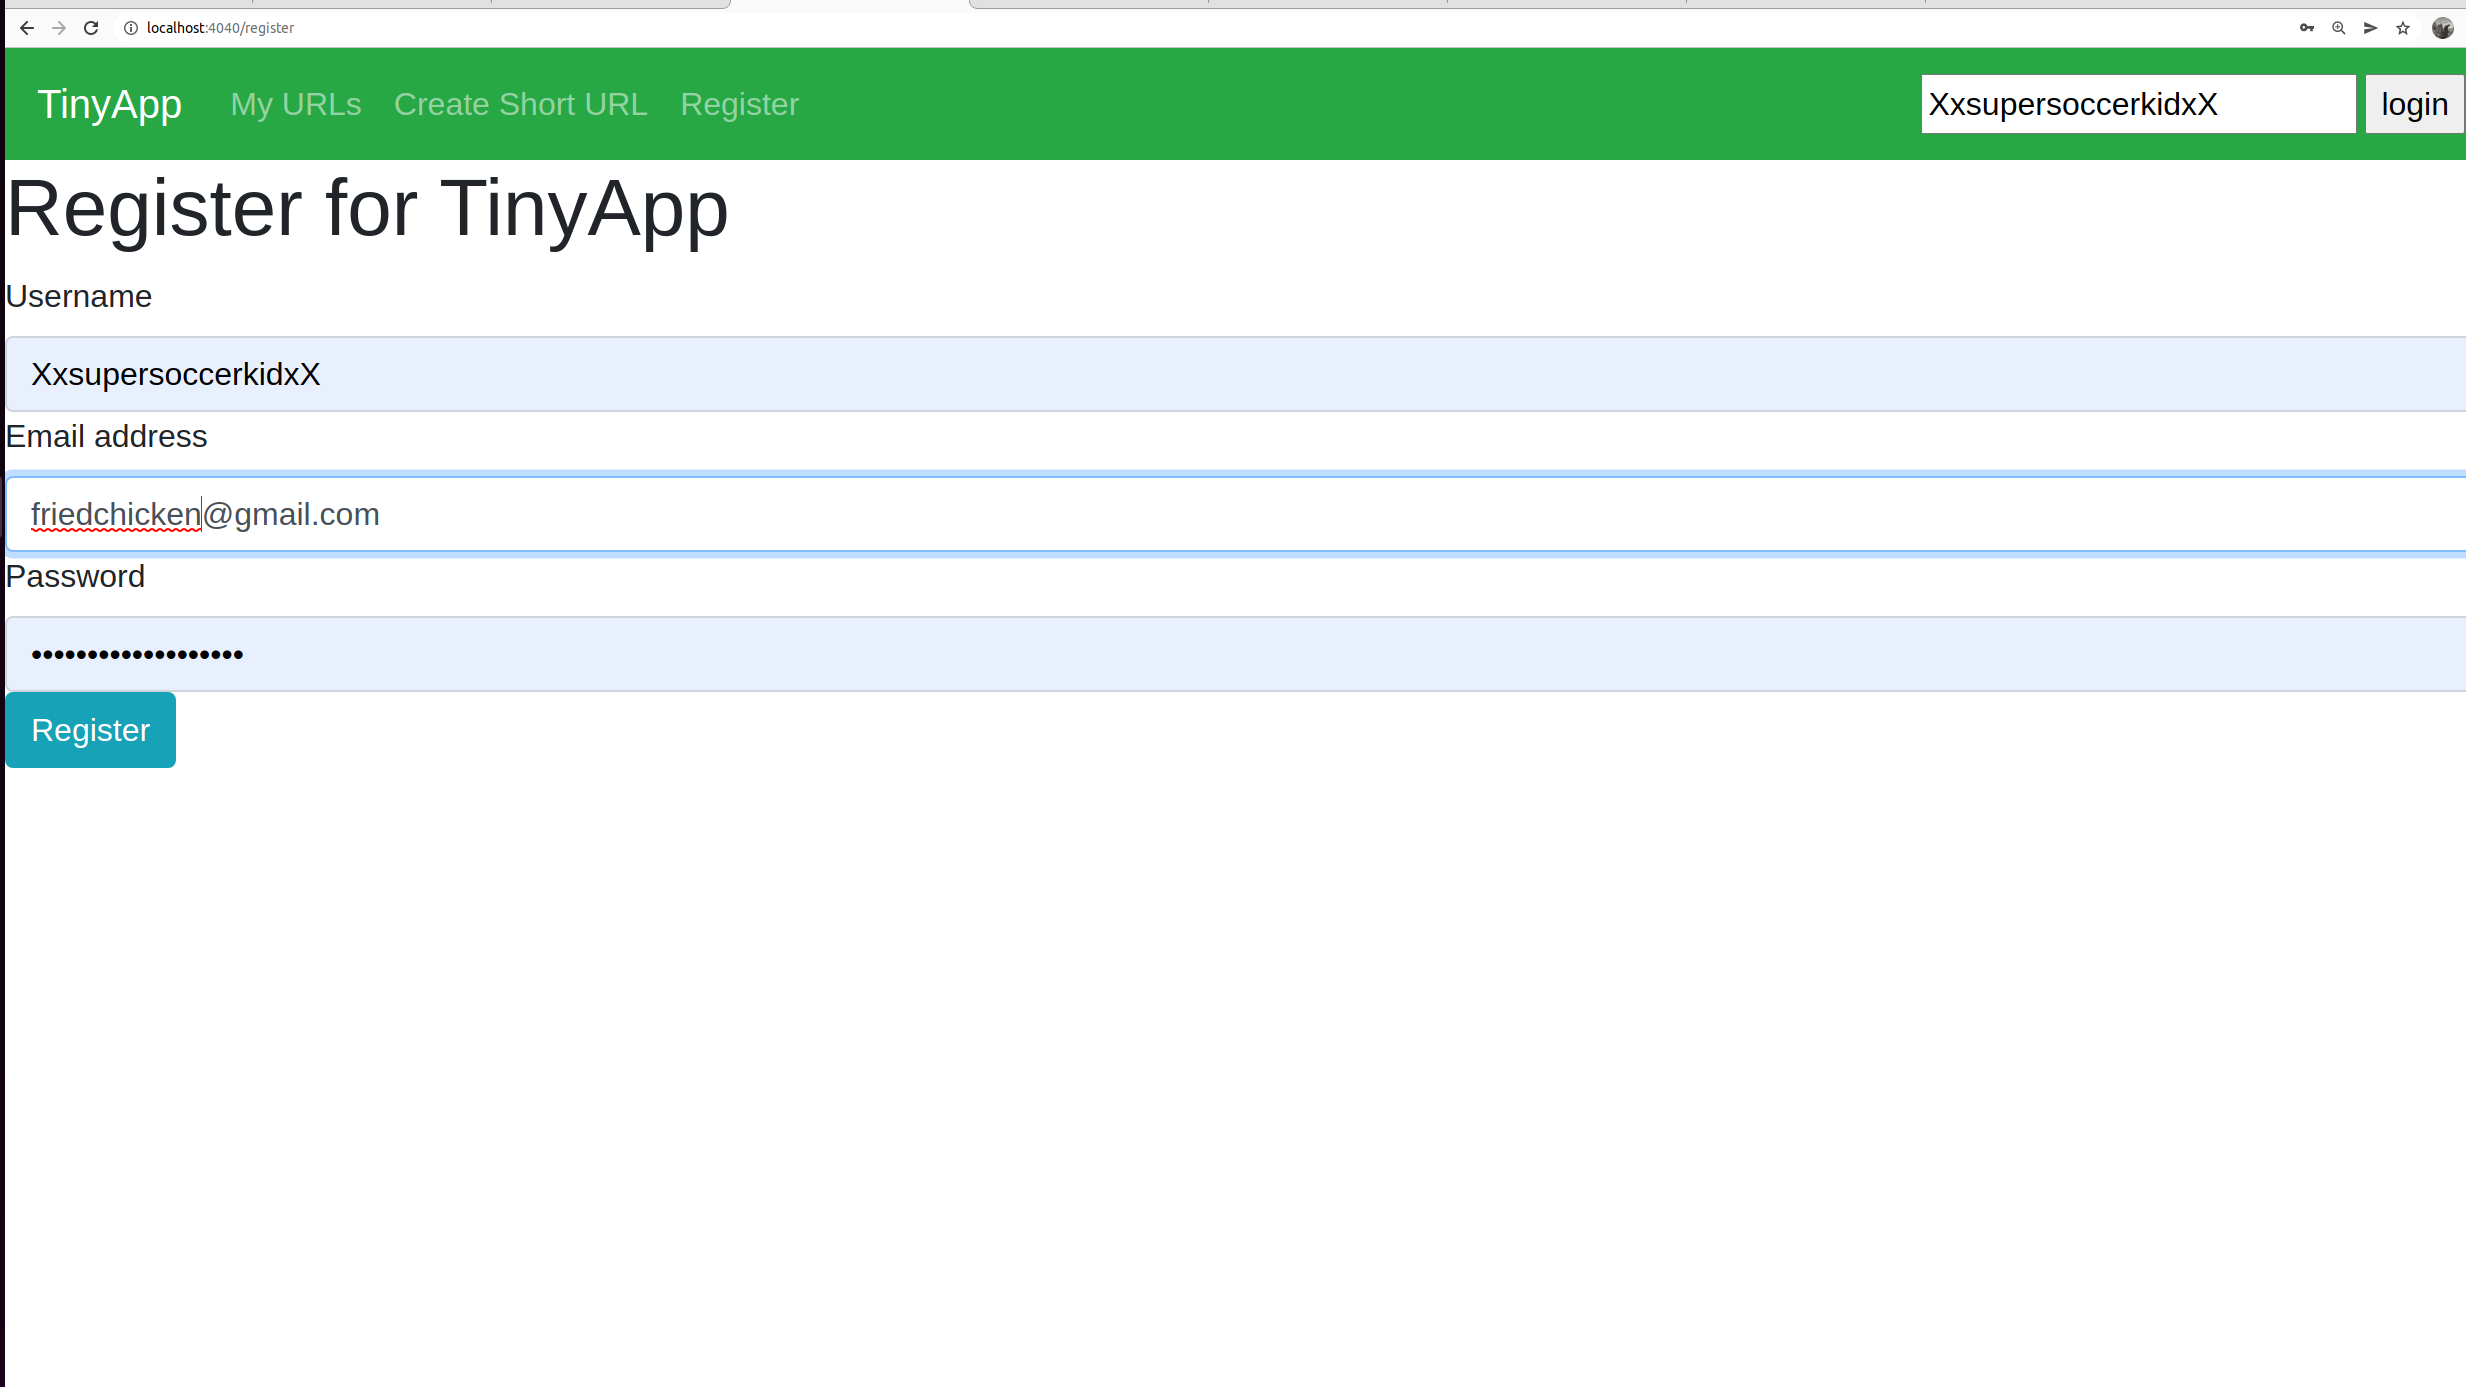 localhost:4040/register
TinyApp My URLs Create Short URL Register XxsupersoccerkidxX login
Register for TinyApp
Username
XxsupersoccerkidxX
Email address
friedchicken@gmail.com
Password
•••••••••••••••••••
Register